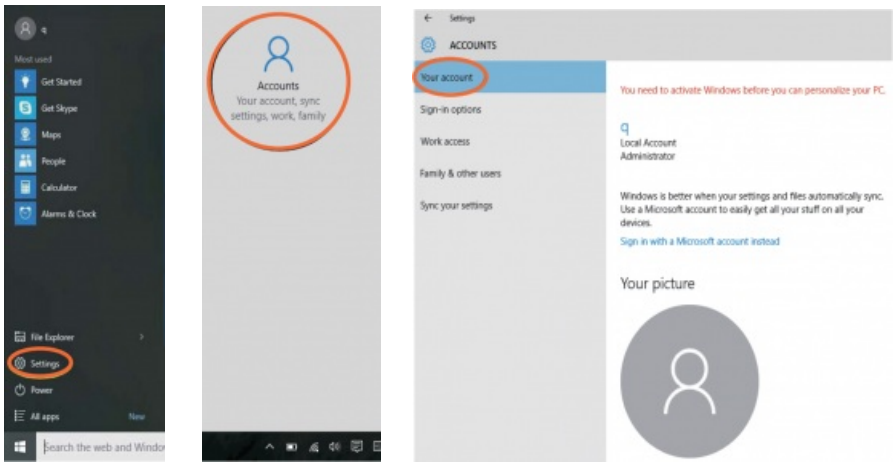 q
Most used
Get Started
Get Skype
Maps
People
Calculator
Alarms & Clock
File Explorer
Settings
Power
All apps
New
Search the web and Windo
Accounts
Your account, sync
settings, work, family
Settings
ACCOUNTS
Your account
Sign-in options
Work access
Family & other users
Sync your settings
You need to activate Windows before you can personalize your PC.
q
Local Account
Administrator
Windows is better when your settings and files automatically sync.
Use a Microsoft account to easily get all your stuff on all your
devices.
Sign in with a Microsoft account instead
Your picture